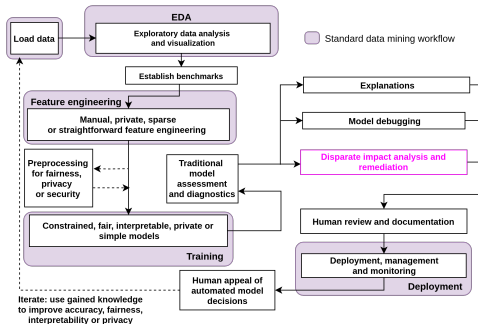 EDA
Load data
Exploratory data analysis
and visualization
Standard data mining workflow
Establish benchmarks
Explanations
Feature engineering
Manual, private, sparse
or straightforward feature engineering
Model debugging
Preprocessing
for fairness,
privacy
or security
Traditional
model
assessment
and diagnostics
Disparate impact analysis and
remediation
Constrained, fair, interpretable, private or
simple models
Training
Human review and documentation
Deployment, management
and monitoring
Deployment
Human appeal of
automated model
decisions
Iterate: use gained knowledge
to improve accuracy, fairness,
interpretability or privacy